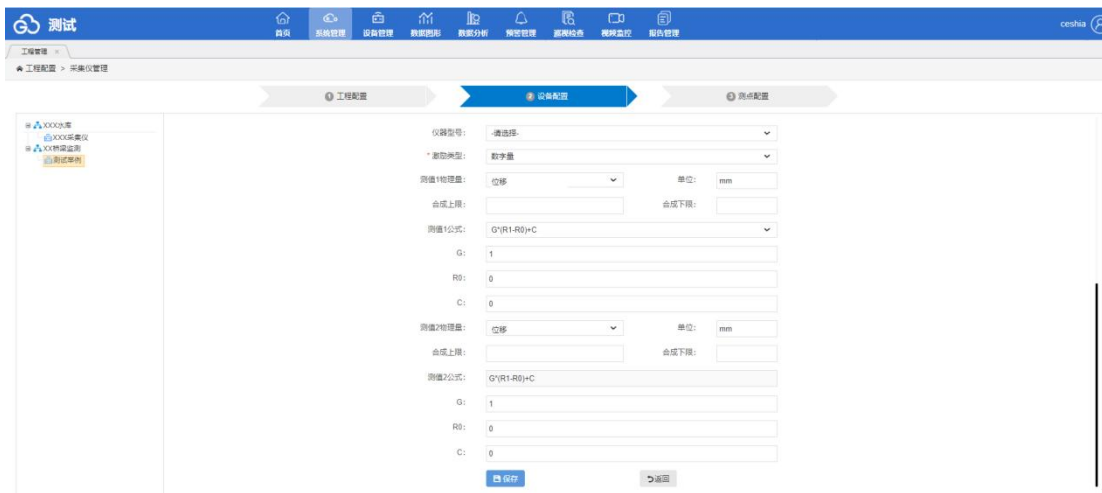 测试
首页 系统管理 设备管理 数据图形 数据分析 预警管理 巡视检查 视频监控 报告管理
ceshia
工程管理 ×
工程配置 > 采集仪管理
1 工程配置 2 设备配置 3 测点配置
XXX水库
XXX采集仪
XX桥梁监测
测试举例
仪器型号: -请选择-
* 激励类型: 数字量
测值1物理量: 位移 单位: mm
合成上限: 合成下限:
测值1公式: G*(R1-R0)+C
G: 1
R0: 0
C: 0
测值2物理量: 位移 单位: mm
合成上限: 合成下限:
测值2公式: G*(R1-R0)+C
G: 1
R0: 0
C: 0
保存 返回